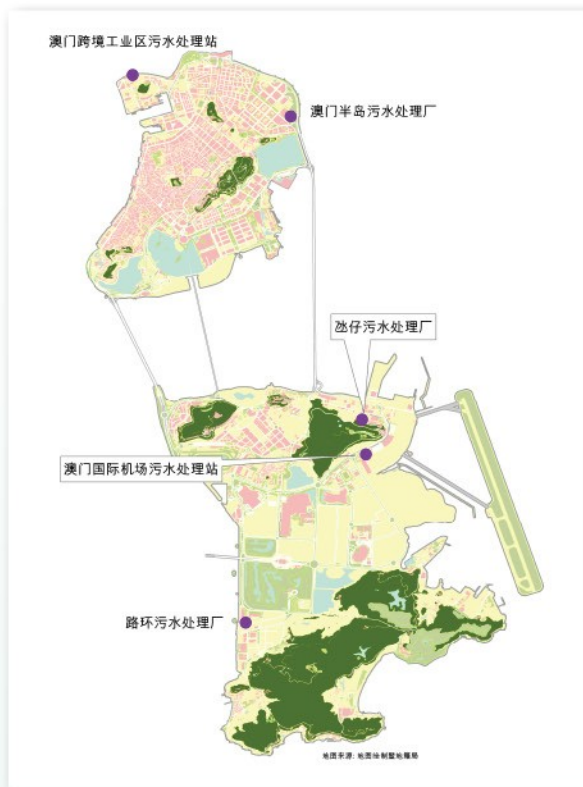 澳门跨境工业区污水处理站
澳门半岛污水处理厂
氹仔污水处理厂
澳门国际机场污水处理站
路环污水处理厂
地图来源: 地图绘制暨地籍局